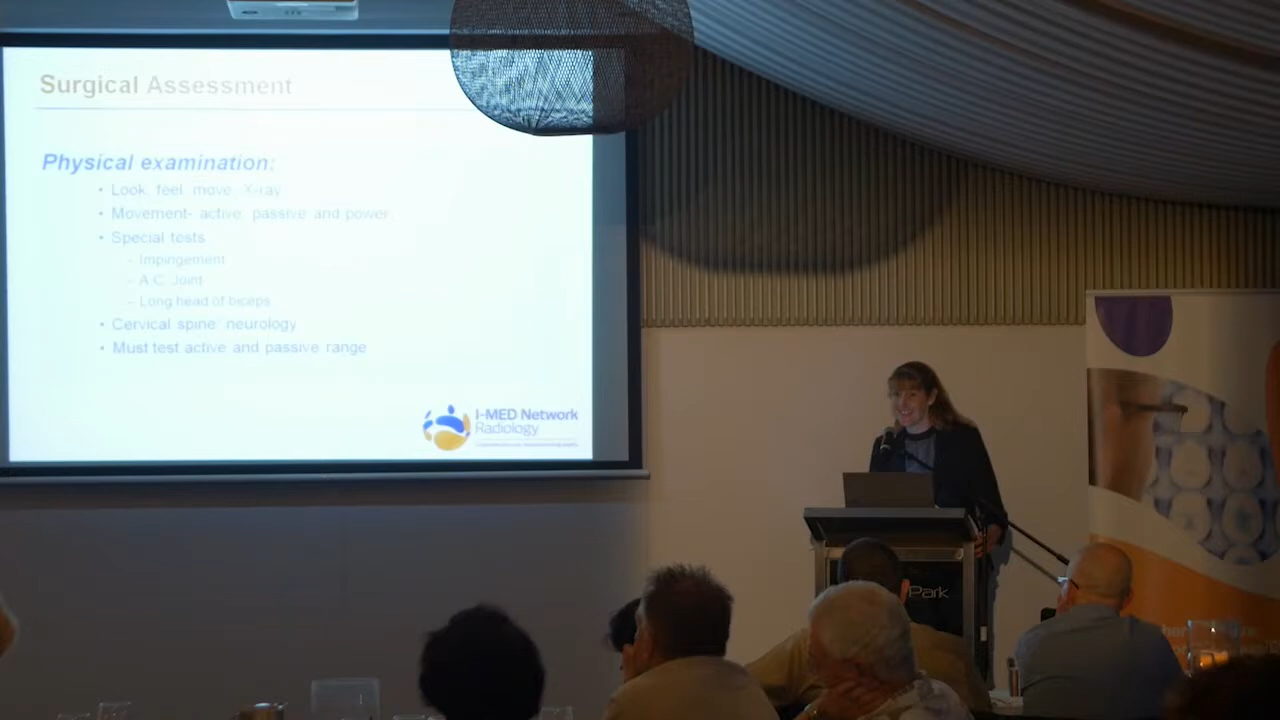 Surgical Assessment
Physical examination:
• Look, feel, move, X-ray
• Movement- active, passive and power.
• Special tests
- Impingement
- A.C. Joint
- Long head of biceps
• Cervical spine: neurology
• Must test active and passive range
I-MED Network
Radiology
Park